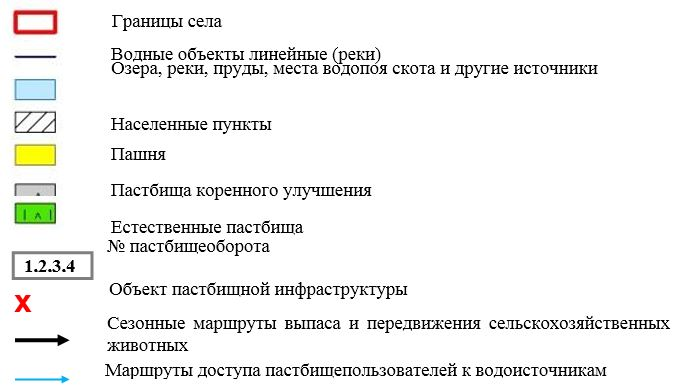 Границы села
Водные объекты линейные (реки)
Озера, реки, пруды, места водопоя скота и другие источники
Населенные пункты
Пашня
Пастбища коренного улучшения
Естественные пастбища
№ пастбищеоборота
1.2.3.4
Объект пастбищной инфраструктуры
X
Сезонные маршруты выпаса и передвижения сельскохозяйственных
животных
Маршруты доступа пастбищепользователей к водоисточникам